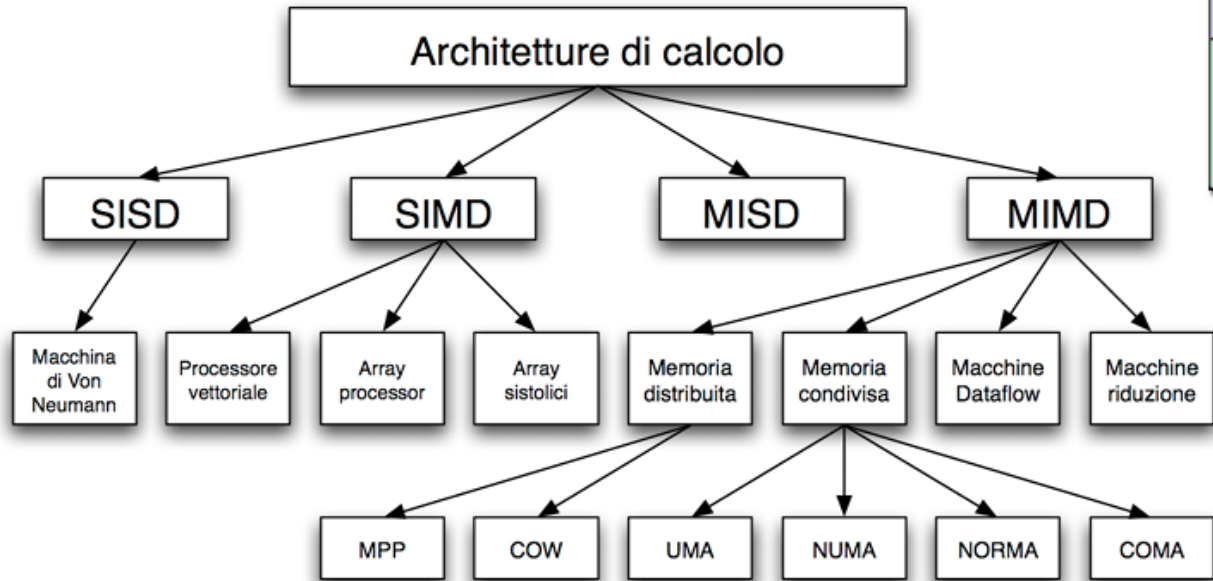 Architetture di calcolo
SISD
SIMD
MISD
MIMD
Macchina
di Von
Neumann
Processore
vettoriale
Array
processor
Array
sistolici
Memoria
distribuita
Memoria
condivisa
Macchine
Dataflow
Macchine
riduzione
MPP
COW
UMA
NUMA
NORMA
COMA